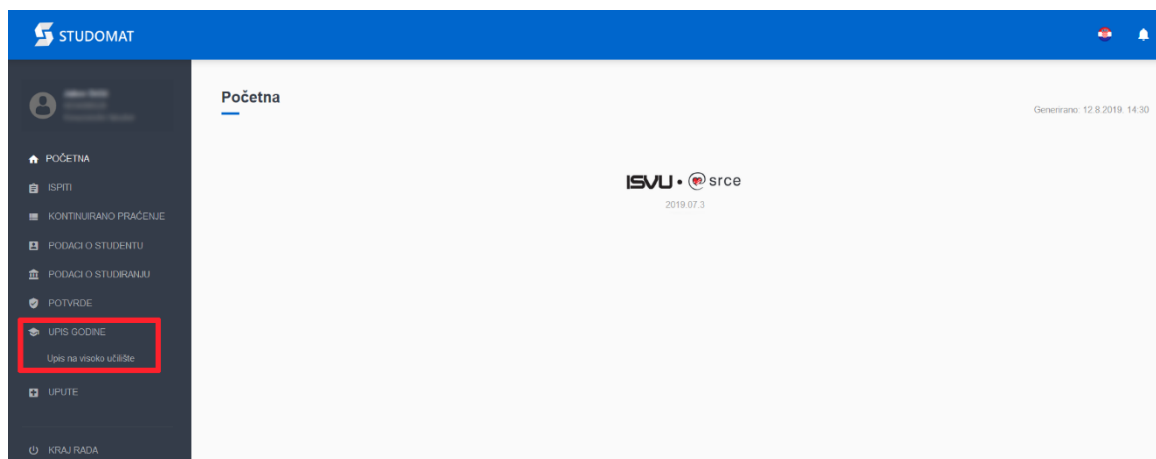 STUDOMAT
Početna
Generirano: 12.8.2019. 14:30
POČETNA
ISPITI
KONTINUIRANO PRAĆENJE
PODACI O STUDENTU
PODACI O STUDIRANJU
POTVRDE
UPIS GODINE
Upis na visoko učilište
UPUTE
KRAJ RADA
ISVU • srce
2019.07.3